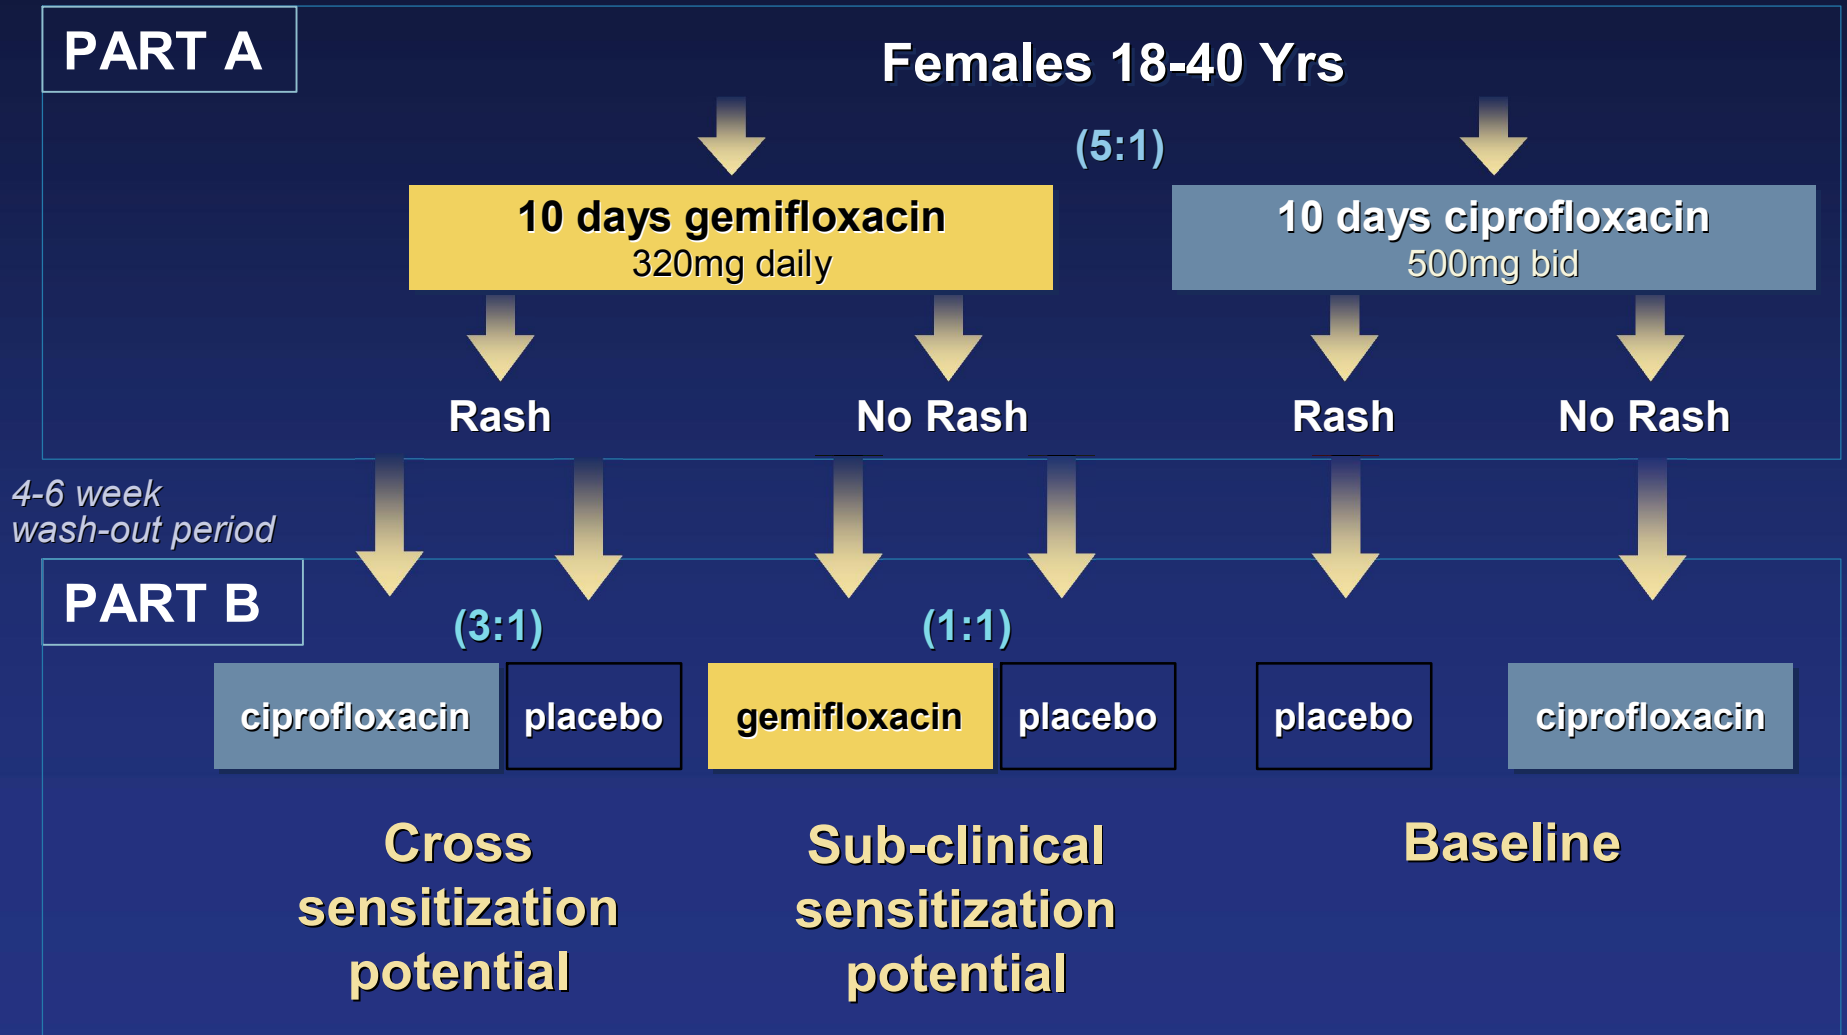 PART A
Females 18-40 Yrs
(5:1)
10 days gemifloxacin
320mg daily
10 days ciprofloxacin
500mg bid
Rash
No Rash
Rash
No Rash
4-6 week
wash-out period
PART B
(3:1)
(1:1)
ciprofloxacin
placebo
gemifloxacin
placebo
placebo
ciprofloxacin
Cross
sensitization
potential
Sub-clinical
sensitization
potential
Baseline